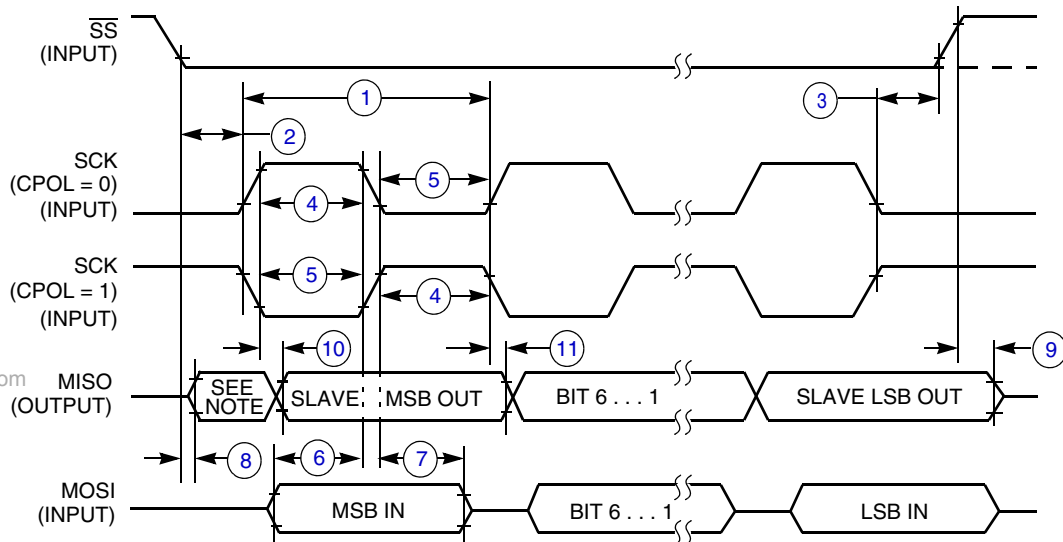 SS
(INPUT)
1
3
2
SCK
(CPOL = 0)
(INPUT)
5
4
SCK
(CPOL = 1)
(INPUT)
5
4
10
11
9
om
MISO
(OUTPUT)
SEE
NOTE
SLAVE
MSB OUT
BIT 6 . . . 1
SLAVE LSB OUT
8
6
7
MOSI
(INPUT)
MSB IN
BIT 6 . . . 1
LSB IN